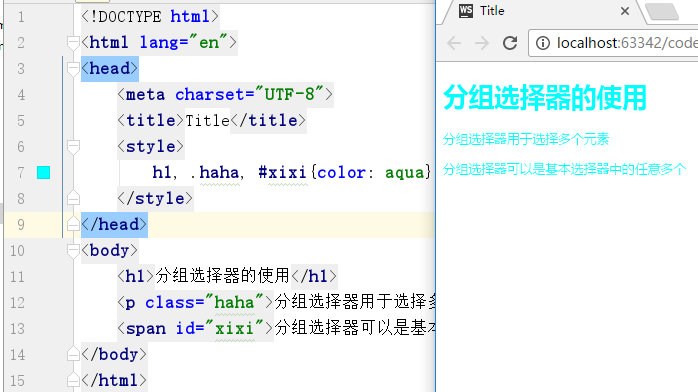 1 <!DOCTYPE html>
2 <html lang="en">
3 <head>
4 <meta charset="UTF-8">
5 <title>Title</title>
6 <style>
7 h1, .haha, #xixi{color: aqua}
8 </style>
9 </head>
10 <body>
11 <h1>分组选择器的使用</h1>
12 <p class="haha">分组选择器用于选择多
13 <span id="xixi">分组选择器可以是基本
14 </body>
15 </html>
WS Title
localhost:63342/code
分组选择器的使用
分组选择器用于选择多个元素
分组选择器可以是基本选择器中的任意多个